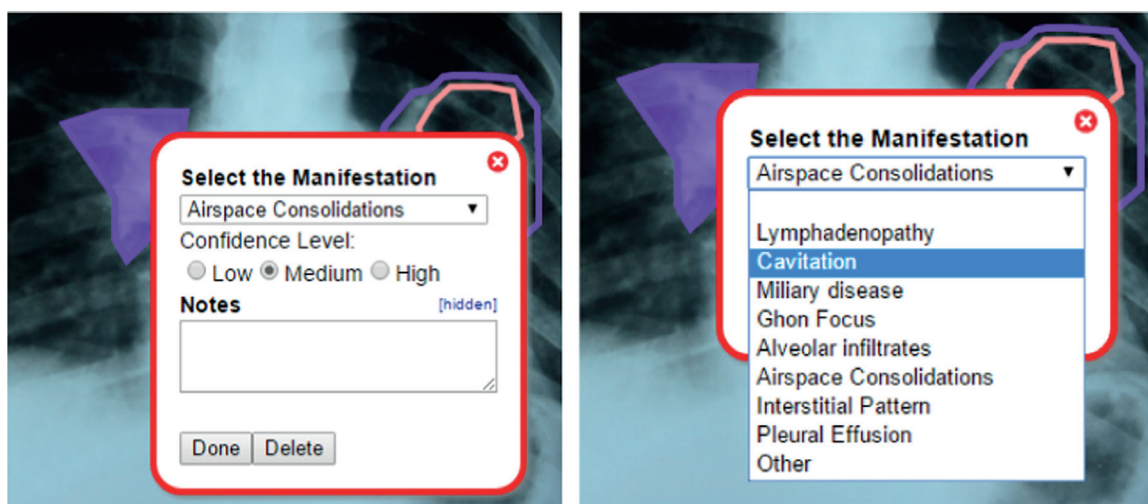 Select the Manifestation
Airspace Consolidations
Confidence Level:
Low Medium High
Notes [hidden]
Done Delete
Select the Manifestation
Airspace Consolidations
Lymphadenopathy
Cavitation
Miliary disease
Ghon Focus
Alveolar infiltrates
Airspace Consolidations
Interstitial Pattern
Pleural Effusion
Other